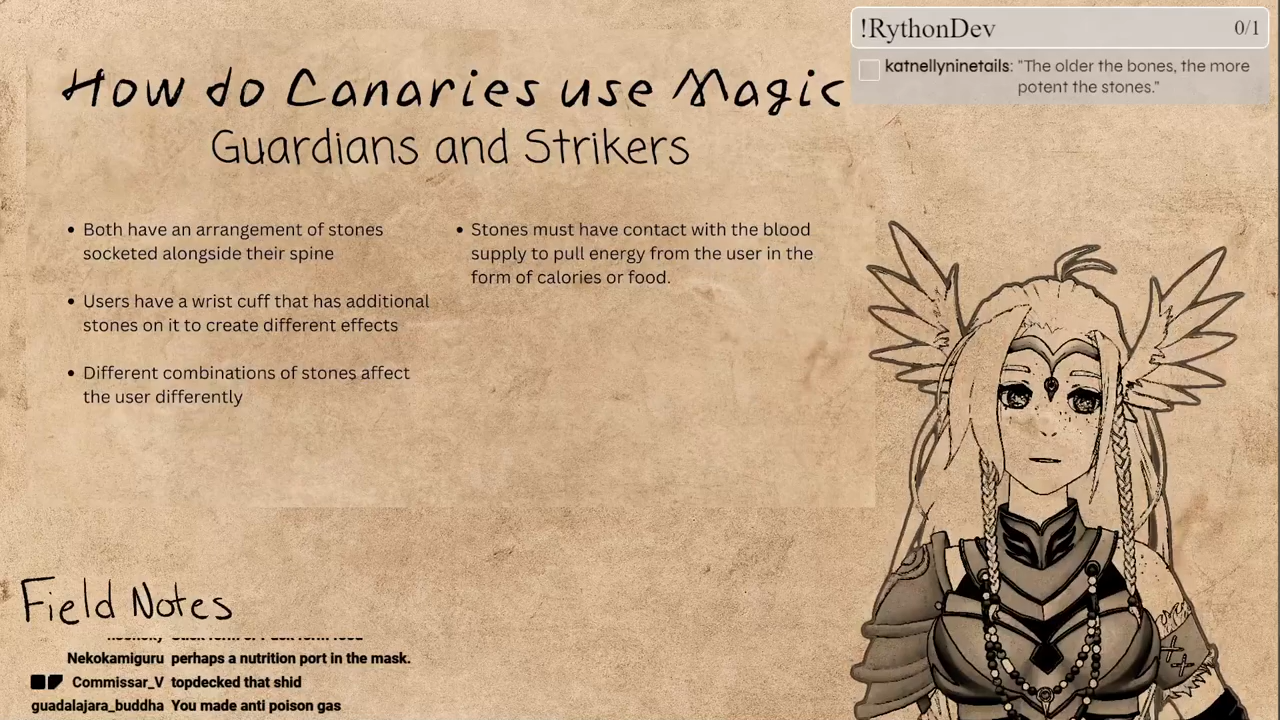 !RythonDev 0/1
katnellyninetails: "The older the bones, the more
potent the stones."
How do Canaries use Magic
Guardians and Strikers
Both have an arrangement of stones
socketed alongside their spine
Users have a wrist cuff that has additional
stones on it to create different effects
Different combinations of stones affect
the user differently
Stones must have contact with the blood
supply to pull energy from the user in the
form of calories or food.
Field Notes
Nekokamiguru perhaps a nutrition port in the mask.
Commissar_V topdecked that shid
guadalajara_buddha You made anti poison gas